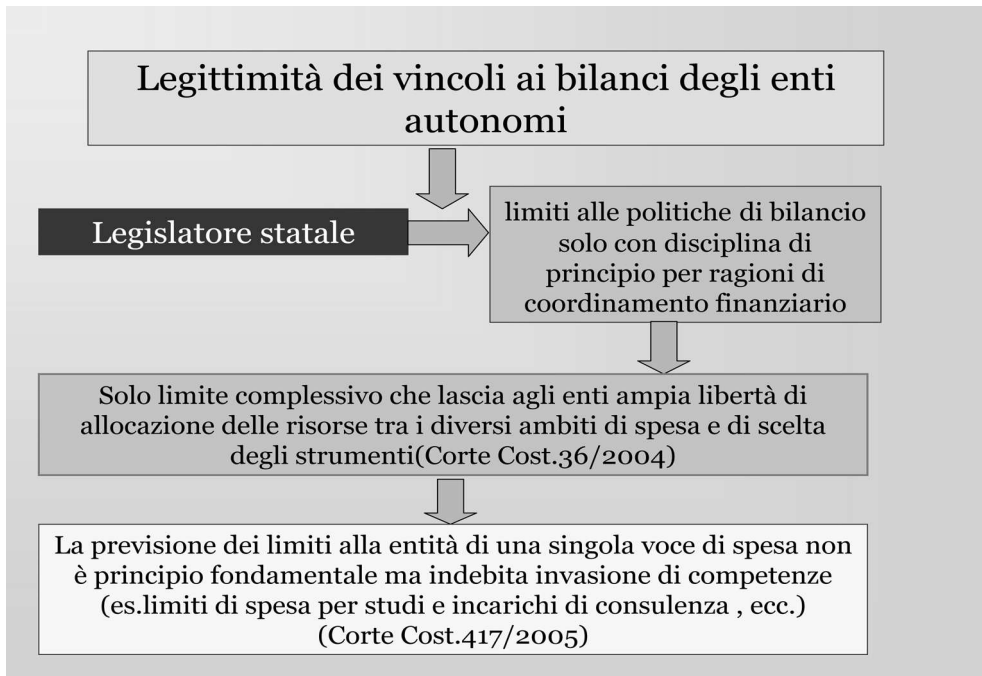 Legittimità dei vincoli ai bilanci degli enti
autonomi
Legislatore statale
limiti alle politiche di bilancio
solo con disciplina di
principio per ragioni di
coordinamento finanziario
Solo limite complessivo che lascia agli enti ampia libertà di
allocazione delle risorse tra i diversi ambiti di spesa e di scelta
degli strumenti(Corte Cost.36/2004)
La previsione dei limiti alla entità di una singola voce di spesa non
è principio fondamentale ma indebita invasione di competenze
(es.limiti di spesa per studi e incarichi di consulenza , ecc.)
(Corte Cost.417/2005)